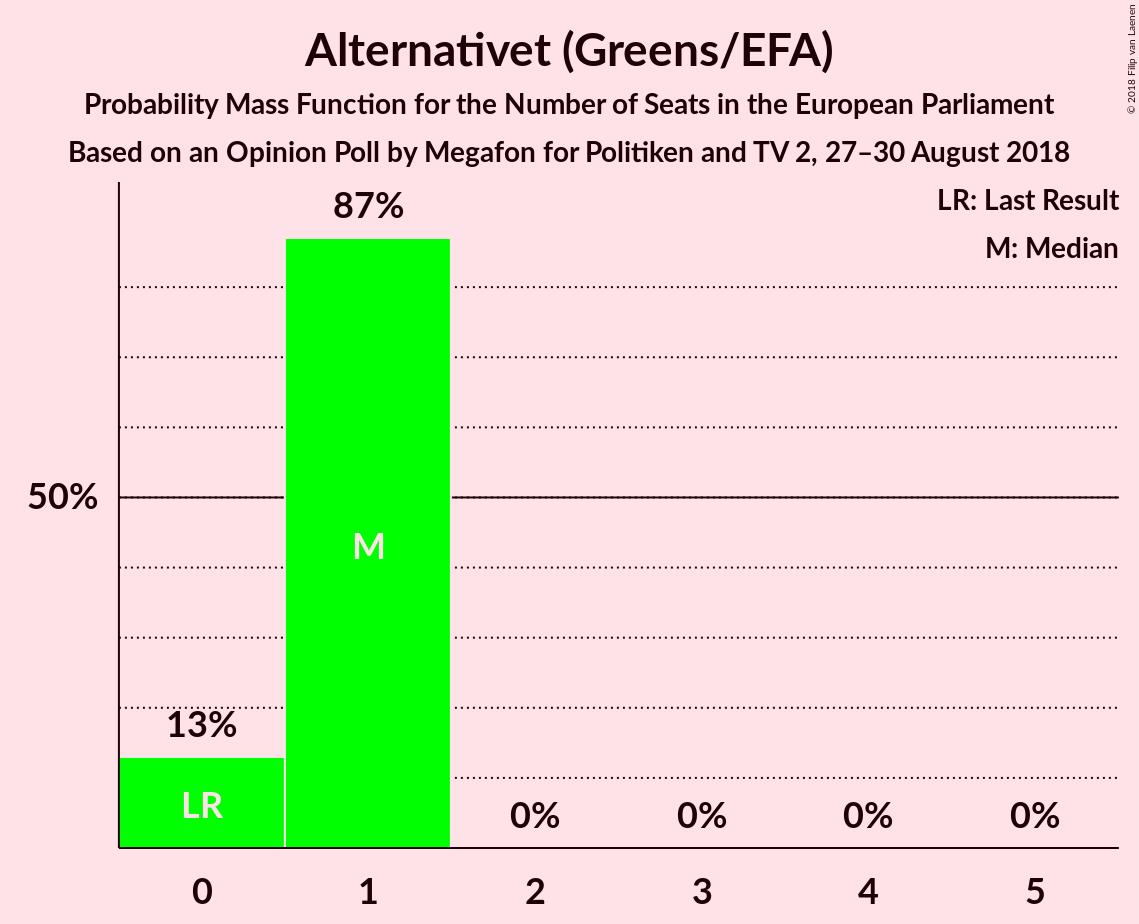 Alternativet (Greens/EFA)
Probability Mass Function for the Number of Seats in the European Parliament
Based on an Opinion Poll by Megafon for Politiken and TV 2, 27–30 August 2018
© 2018 Filip van Laenen
LR: Last Result
M: Median
87%
50%
M
13%
LR
0% 0% 0% 0%
0 1 2 3 4 5